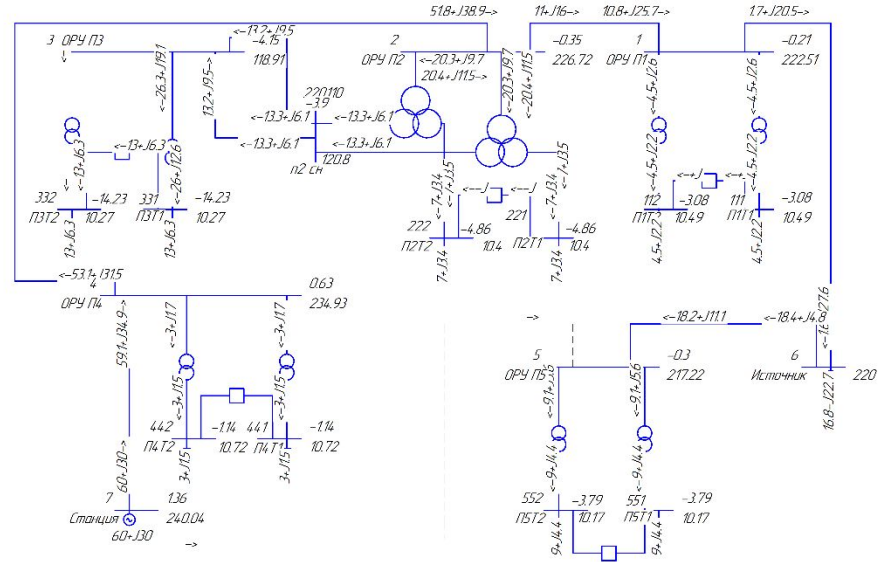 51.8+J38.9->
11+J16->
10.8+J25.7->
1.7+J20.5->
<-13.2+J9.5
3 ОРУ П3
-4.15
118.91
2
ОРУ П2
-0.35
226.72
1
ОРУ П1
-0.21
222.51
<-20.3+J9.7
20.4+J11.5->
<-26.3+J19.1
13.2+J9.5->
<-20.3+J9.7
<-20.4+J11.5
<-4.5+J2.6
<-4.5+J2.6
-3.9
<-13.3+J6.1
<-13.3+J6.1
<-13.3+J6.1
<-13.3+J6.1
120.8
п2 сн
<-13+J6.3
<-13+J6.3
<-26+J12.6
<-7+J3.4
<-7+J3.4
<-4.5+J2.2
<-4.5+J2.2
<--J
<--J
<-+J
332
П3Т2
-14.23
10.27
331
П3Т1
-14.23
10.27
13+J6.3
13+J6.3
222
П2Т2
-4.86
10.4
221
П2Т1
-4.86
10.4
7+J3.4
7+J3.4
112
П1Т2
-3.08
10.49
111
П1Т1
-3.08
10.49
4.5+J2.2
4.5+J2.2
<-53.1+J31.5
4
ОРУ П4
0.63
234.93
59.1+J34.9->
<-3+J1.7
<-3+J1.7
<-3+J1.5
<-3+J1.5
->
<-18.2+J11.1
<-18.4+J4.8
5
ОРУ П5
-0.3
217.22
6
Источник
220
16.8-J22.7
<-9.1+J5.6
<-9.1+J5.6
<-9+J4.4
<-9+J4.4
442
П4Т2
-1.14
10.72
441
П4Т1
-1.14
10.72
3+J1.5
3+J1.5
60+J30->
7
Станция
1.36
240.04
60+J30
->
552
П5Т2
-3.79
10.17
551
П5Т1
-3.79
10.17
9+J4.4
9+J4.4